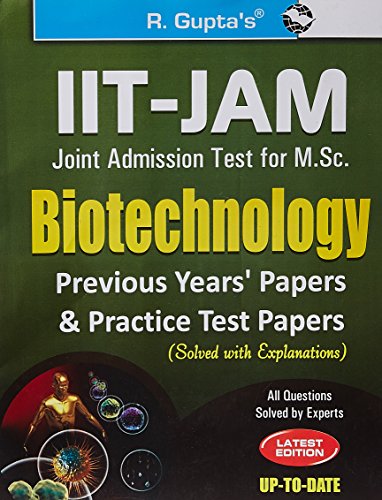 R. Gupta's®
IIT-JAM
Joint Admission Test for M.Sc.
Biotechnology
Previous Years' Papers
& Practice Test Papers
(Solved with Explanations)
All Questions
Solved by Experts
LATEST
EDITION
UP-TO-DATE